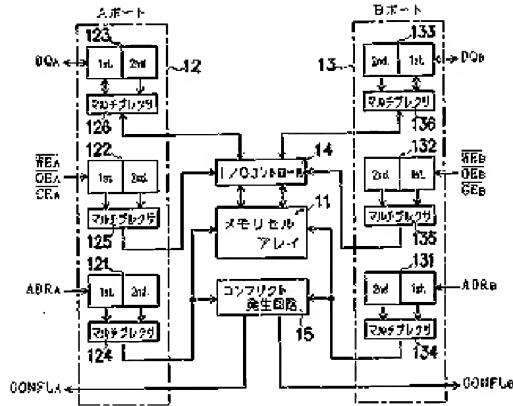 Aポート
Bポート
123
133
DQA
1st.
2nd.
12
13
2nd.
1st.
DQB
マルチプレクサ
マルチプレクサ
126
136
14
122
132
WEA
OEA
CEA
1st.
2nd.
I/Oコントロール
2nd.
1st.
WEB
OEB
CEB
マルチプレクサ
11
マルチプレクサ
125
メモリセル
アレイ
135
121
131
ADRA
1st.
2nd.
コンフリクト
発生回路
2nd.
1st.
ADRB
マルチプレクサ
15
マルチプレクサ
124
134
CONFLA
CONFLB